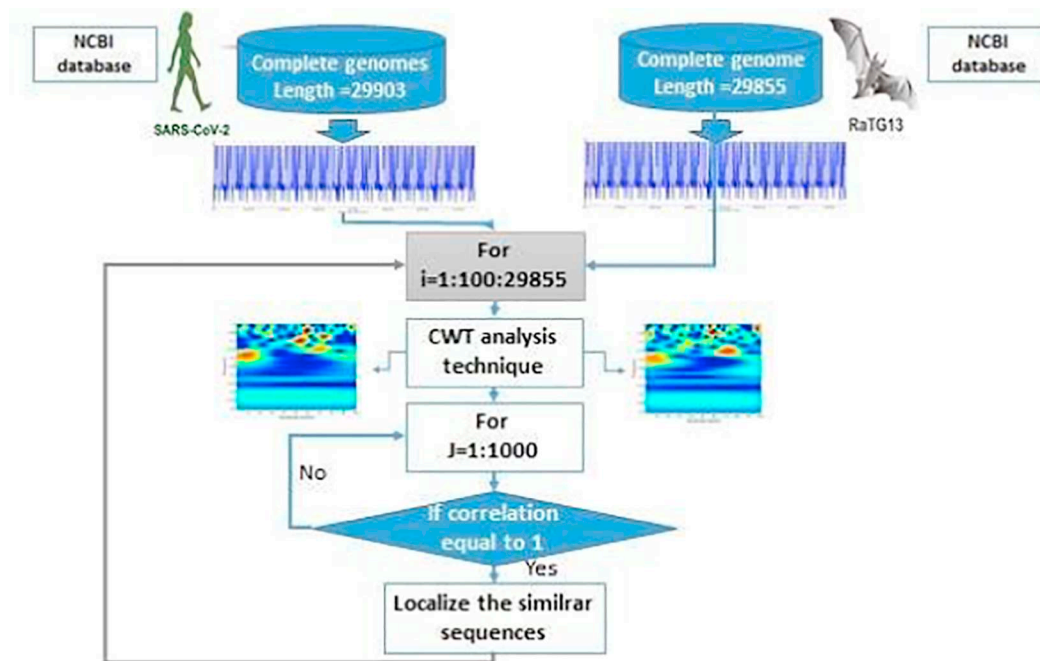 NCBI
database
SARS-CoV-2
Complete genomes
Length =29903
Complete genome
Length =29855
RaTG13
NCBI
database
For
i=1:100:29855
CWT analysis
technique
For
J=1:1000
No
If correlation
equal to 1
Yes
Localize the similrar
sequences